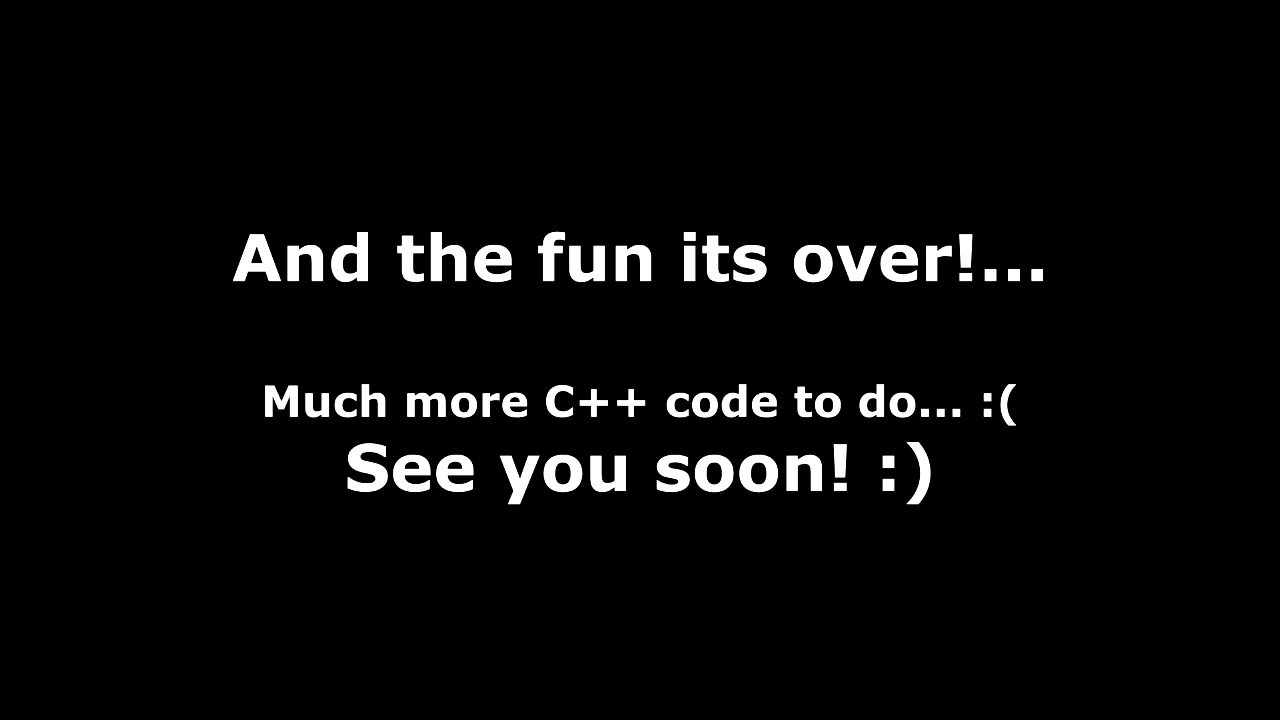 And the fun its over!...
Much more C++ code to do... :(
See you soon! :)